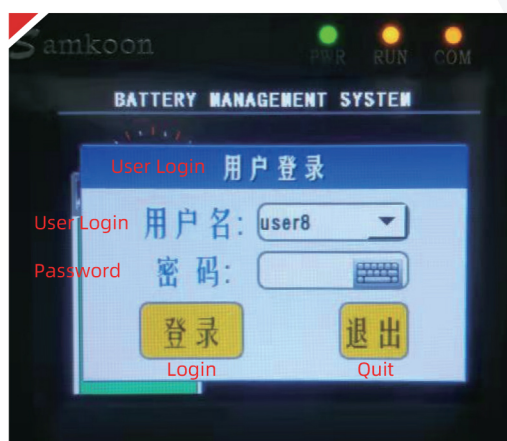 Samkoon
PWR RUN COM
BATTERY MANAGEMENT SYSTEM
User Login 用户登录
User Login 用户名: user8
Password 密码:
登录 退出
Login Quit